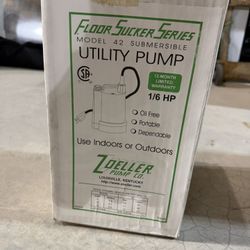 FLOOR SUCKER SERIES
MODEL 42 SUBMERSIBLE
UTILITY PUMP
12 MONTH
LIMITED
WARRANTY
1/6 HP
Oil Free
Portable
Dependable
Use Indoors or Outdoors
ZOELLER
PUMP CO.
LOUISVILLE, KENTUCKY